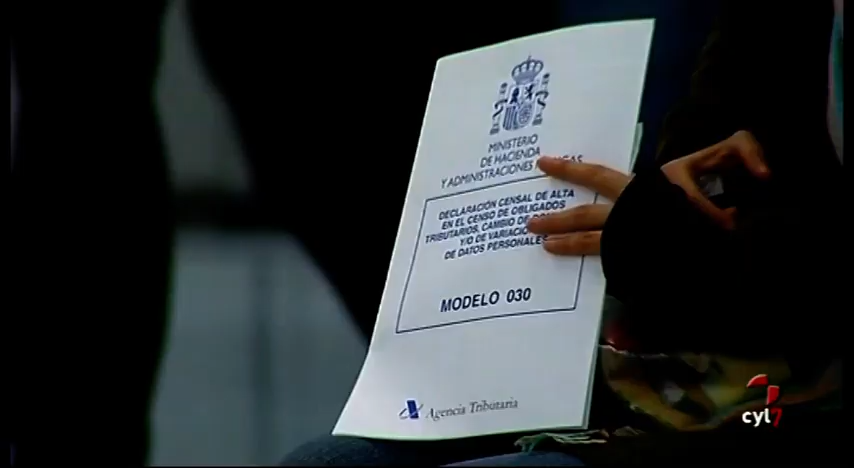 MINISTERIO
DE HACIENDA
Y ADMINISTRACIONES
DECLARACIÓN CENSAL DE ALTA
EN EL CENSO DE OBLIGADOS
TRIBUTARIOS, CAMBIO DE
Y/O DE
DE DATOS PERSONALES
MODELO 030
Agencia Tributaria
cyl7